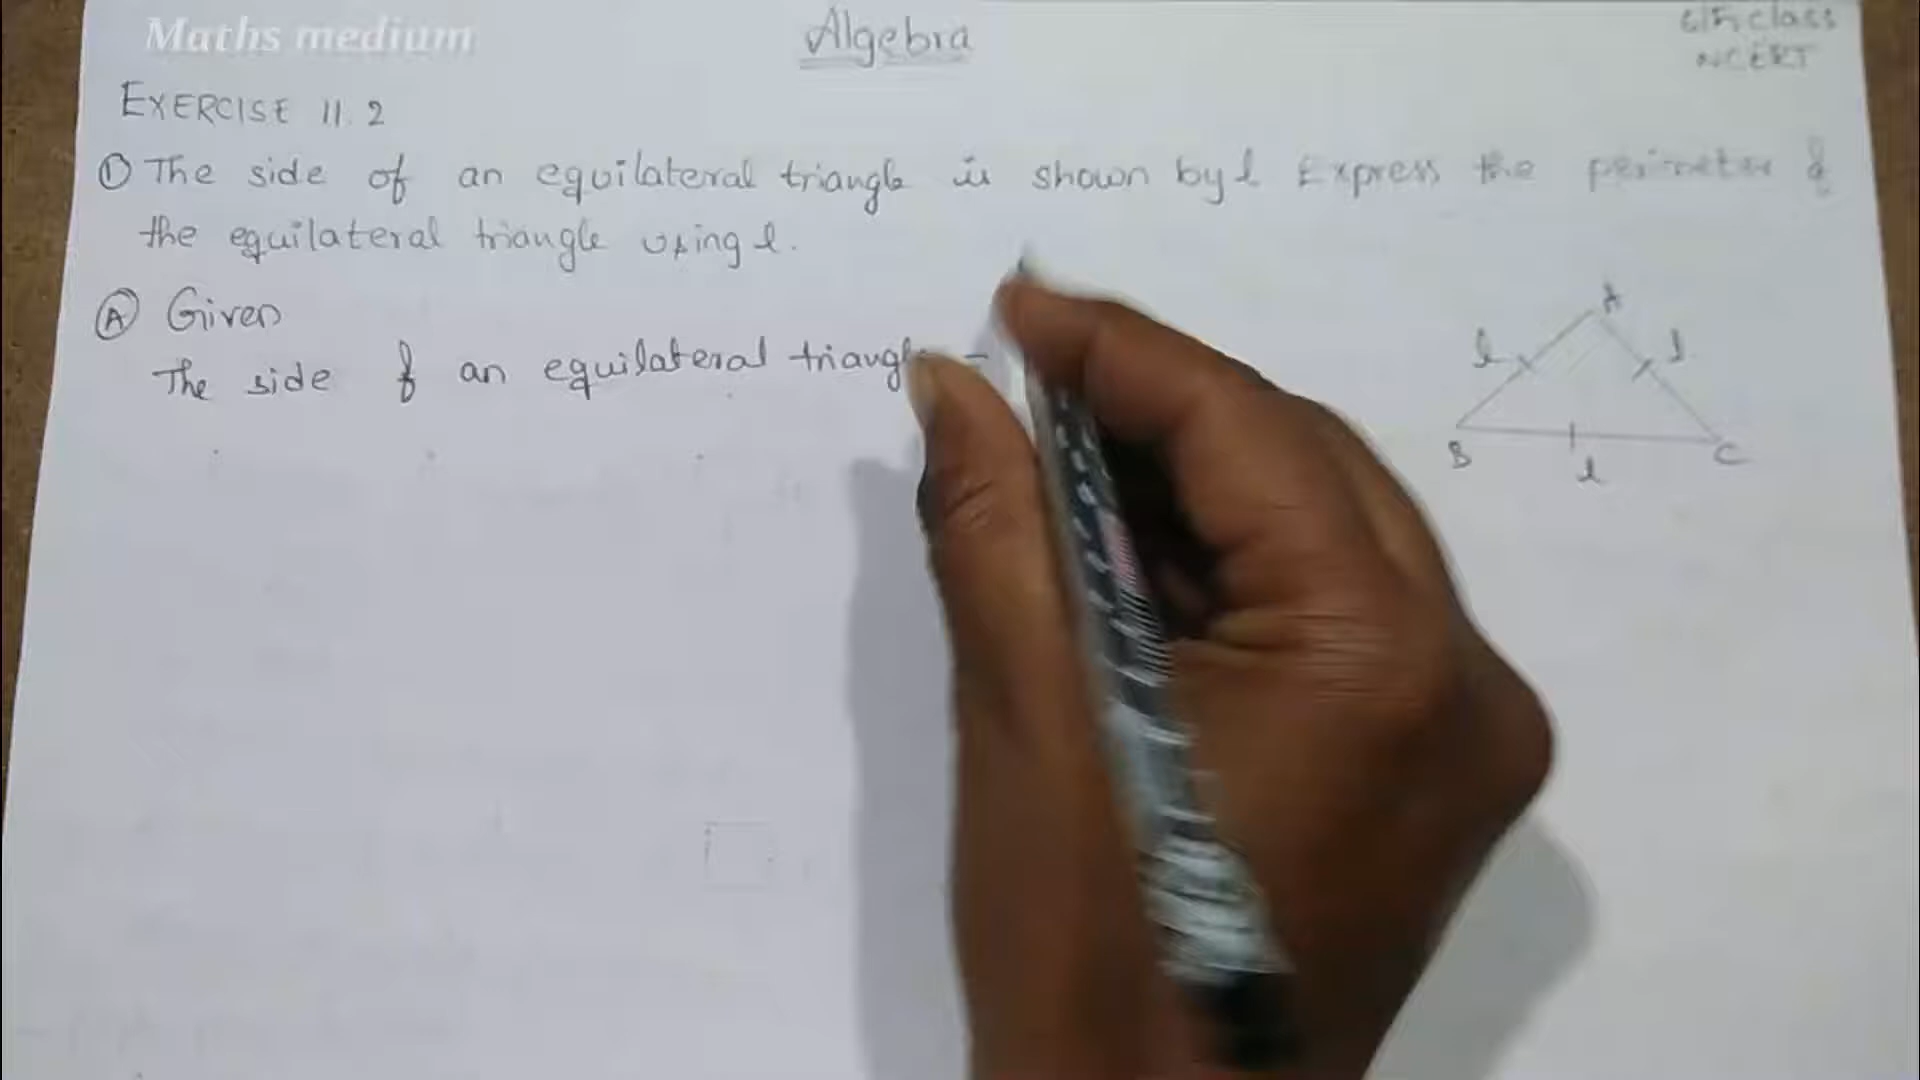 Maths medium
Algebra
6th class
NCERT
EXERCISE 11.2
① The side of an equilateral triangle is shown by l Express the perimeter of
the equilateral triangle using l.
Ⓐ Given
The side of an equilateral triangle =
A
l
l
B
C
l